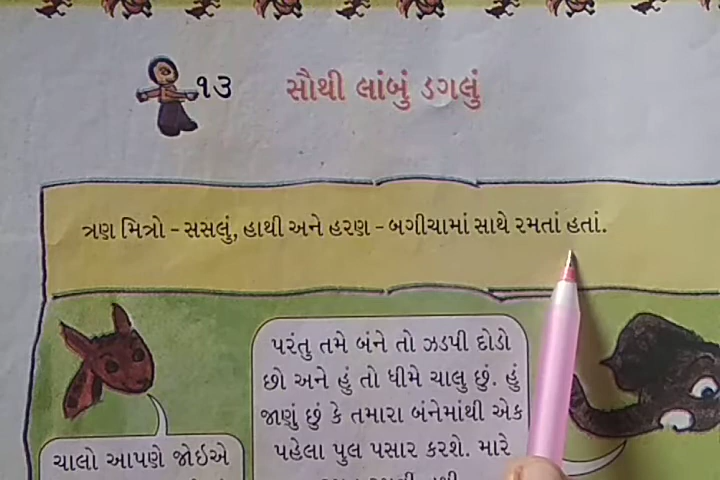 ૧૩ સૌથી લાંબું ડગલું
ત્રણ મિત્રો - સસલું, હાથી અને હરણ - બગીચામાં સાથે રમતાં હતાં.
પરંતુ તમે બંને તો ઝડપી દોડો
છો અને હું તો ધીમે ચાલુ છું. હું
જાણું છું કે તમારા બંનેમાંથી એક
પહેલા પુલ પસાર કરશે. મારે
ચાલો આપણે જોઇએ